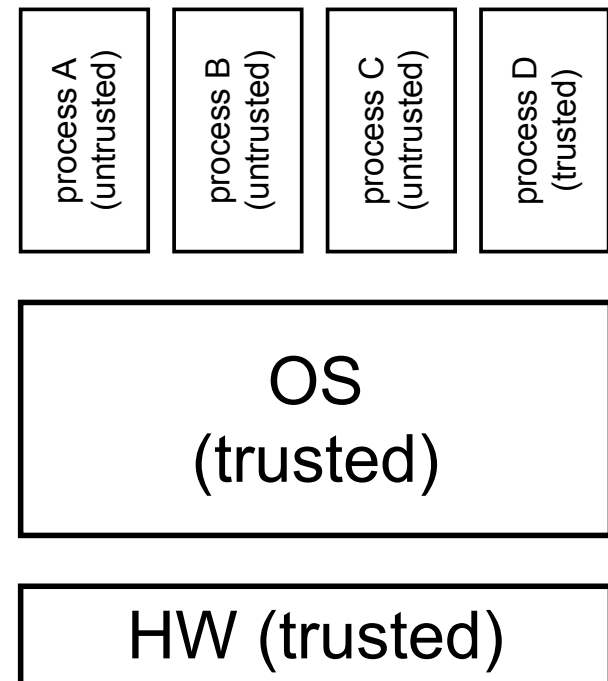 process A
(untrusted)
process B
(untrusted)
process C
(untrusted)
process D
(trusted)
OS
(trusted)
HW (trusted)